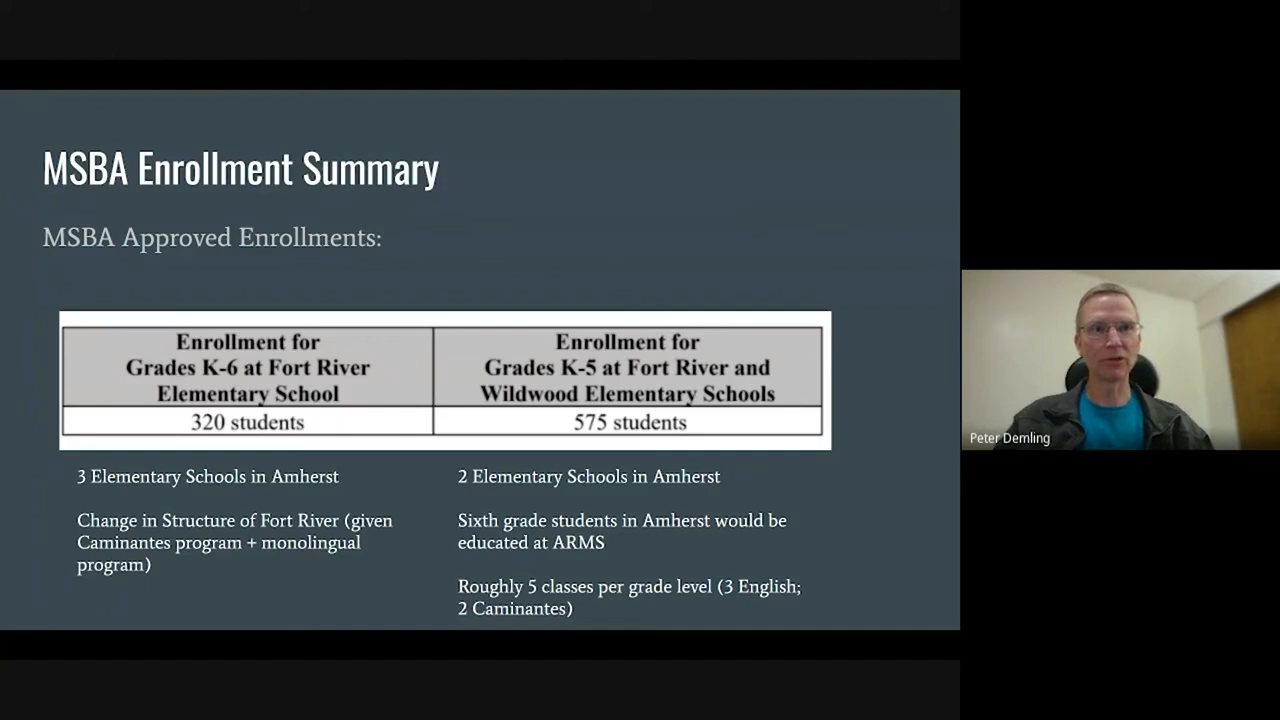 MSBA Enrollment Summary
MSBA Approved Enrollments:
Enrollment for
Grades K-6 at Fort River
Elementary School
Enrollment for
Grades K-5 at Fort River and
Wildwood Elementary Schools
320 students
575 students
3 Elementary Schools in Amherst
Change in Structure of Fort River (given
Caminantes program + monolingual
program)
2 Elementary Schools in Amherst
Sixth grade students in Amherst would be
educated at ARMS
Roughly 5 classes per grade level (3 English;
2 Caminantes)
Peter Demling